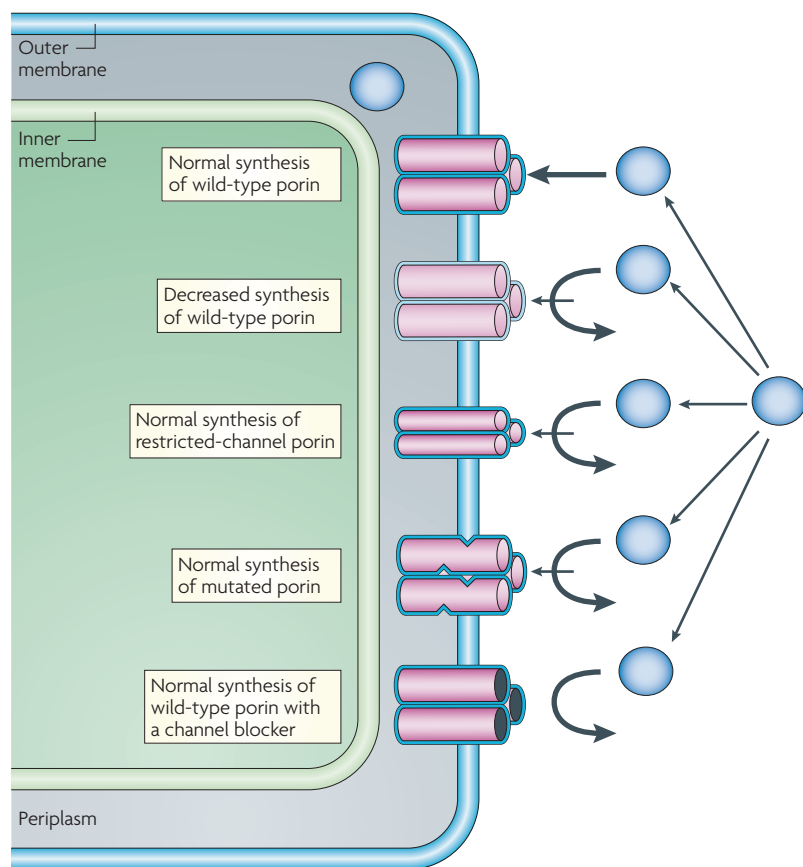 Outer
membrane
Inner
membrane
Normal synthesis
of wild-type porin
Decreased synthesis
of wild-type porin
Normal synthesis of
restricted-channel porin
Normal synthesis
of mutated porin
Normal synthesis of
wild-type porin with
a channel blocker
Periplasm